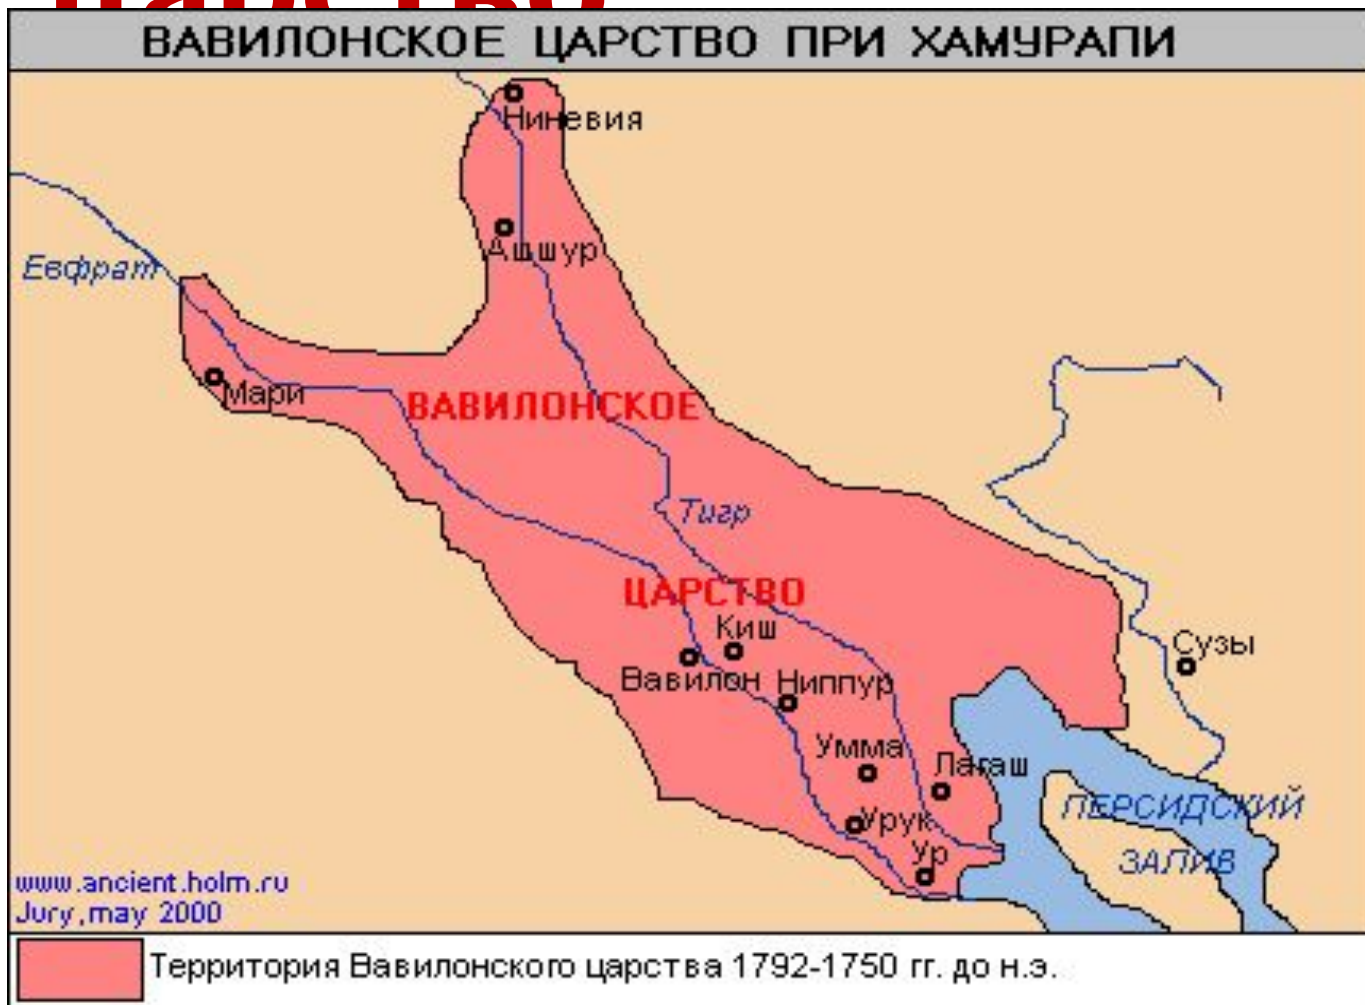 царство
ВАВИЛОНСКОЕ ЦАРСТВО ПРИ ХАМУРАПИ
Ниневия
Ашшур
Евфрат
Мари
ВАВИЛОНСКОЕ
Тигр
ЦАРСТВО
Киш
Сузы
Вавилон
Ниппур
Умма
Лагаш
ПЕРСИДСКИЙ
Урук
Ур
ЗАЛИВ
www.ancient.holm.ru
Jury,may 2000
Территория Вавилонского царства 1792-1750 гг. до н.э.